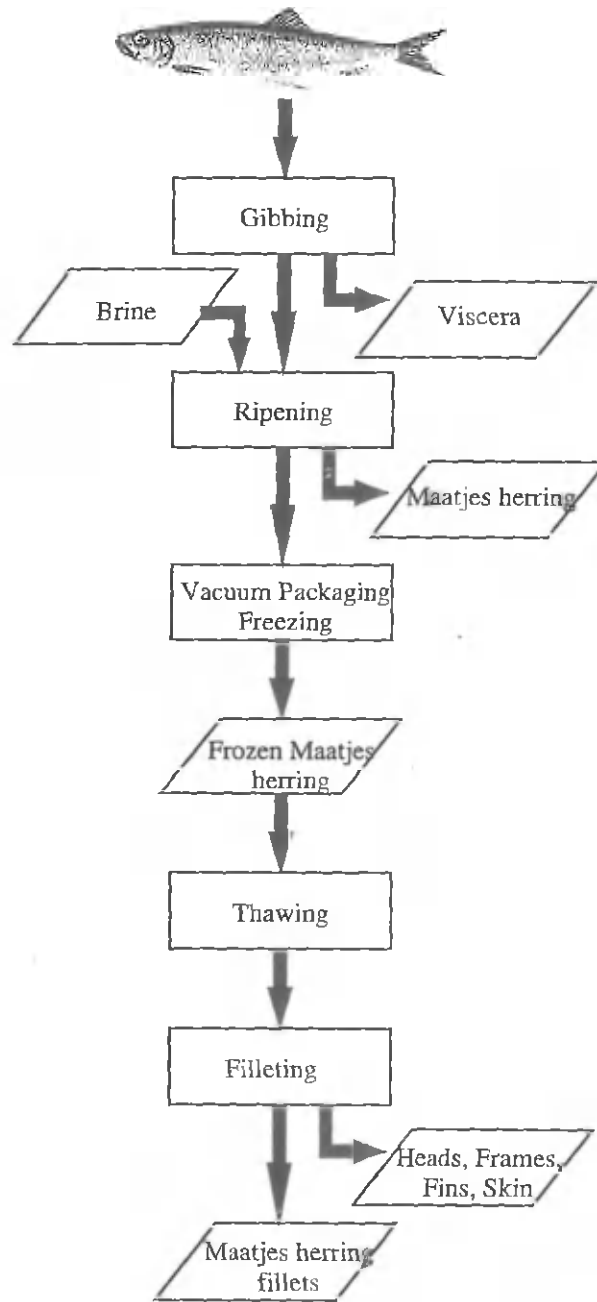 Gibbing
Brine
Viscera
Ripening
Maatjes herring
Vacuum Packaging
Freezing
Frozen Maatjes
herring
Thawing
Filleting
Heads, Frames,
Fins, Skin
Maatjes herring
fillets